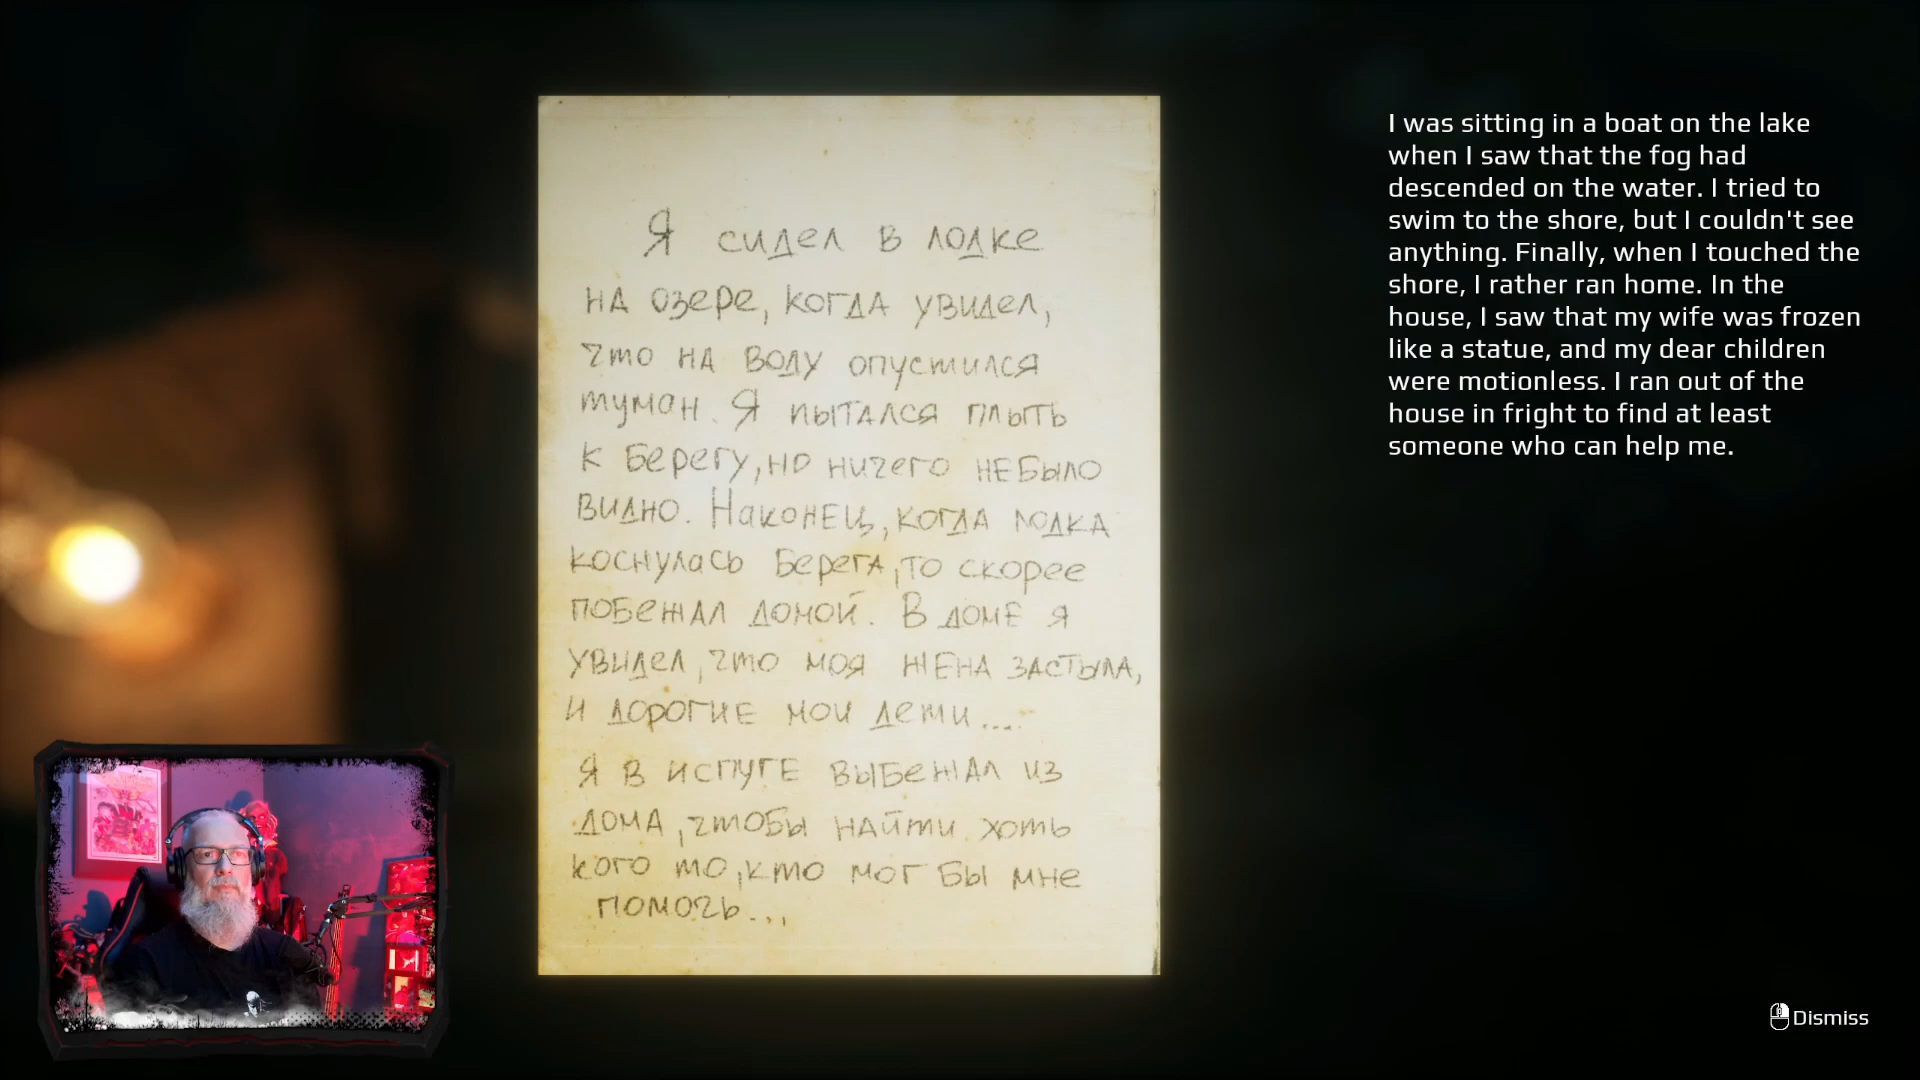 Я сидел в лодке
на озере, когда увидел,
что на воду опустился
туман. Я пытался плыть
к берегу, но ничего не было
видно. Наконец, когда лодка
коснулась берега, то скорее
побежал домой. В доме я
увидел, что моя жена застыла,
и дорогие мои дети....
Я в испуге выбежал из
дома, чтобы найти хоть
кого то, кто мог бы мне
помочь...
I was sitting in a boat on the lake
when I saw that the fog had
descended on the water. I tried to
swim to the shore, but I couldn't see
anything. Finally, when I touched the
shore, I rather ran home. In the
house, I saw that my wife was frozen
like a statue, and my dear children
were motionless. I ran out of the
house in fright to find at least
someone who can help me.
Dismiss